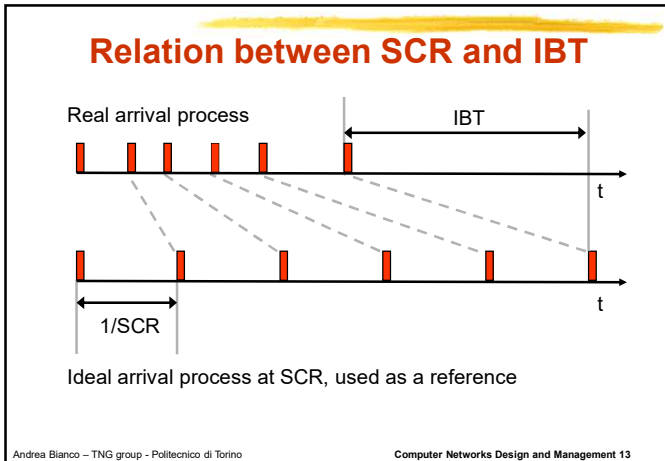 Relation between SCR and IBT
Real arrival process
IBT
t
t
1/SCR
Ideal arrival process at SCR, used as a reference
Andrea Bianco – TNG group - Politecnico di Torino
Computer Networks Design and Management 13